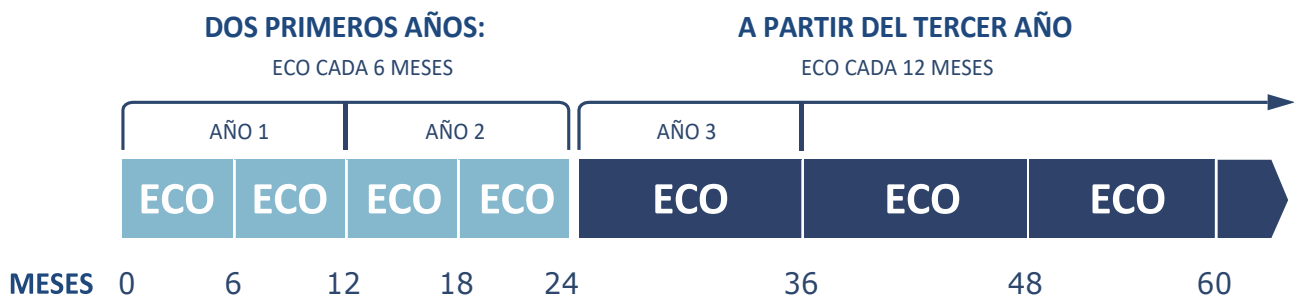 DOS PRIMEROS AÑOS:
ECO CADA 6 MESES
A PARTIR DEL TERCER AÑO
ECO CADA 12 MESES
AÑO 1
AÑO 2
AÑO 3
ECO
ECO
ECO
ECO
ECO
ECO
ECO
MESES 0 6 12 18 24 36 48 60